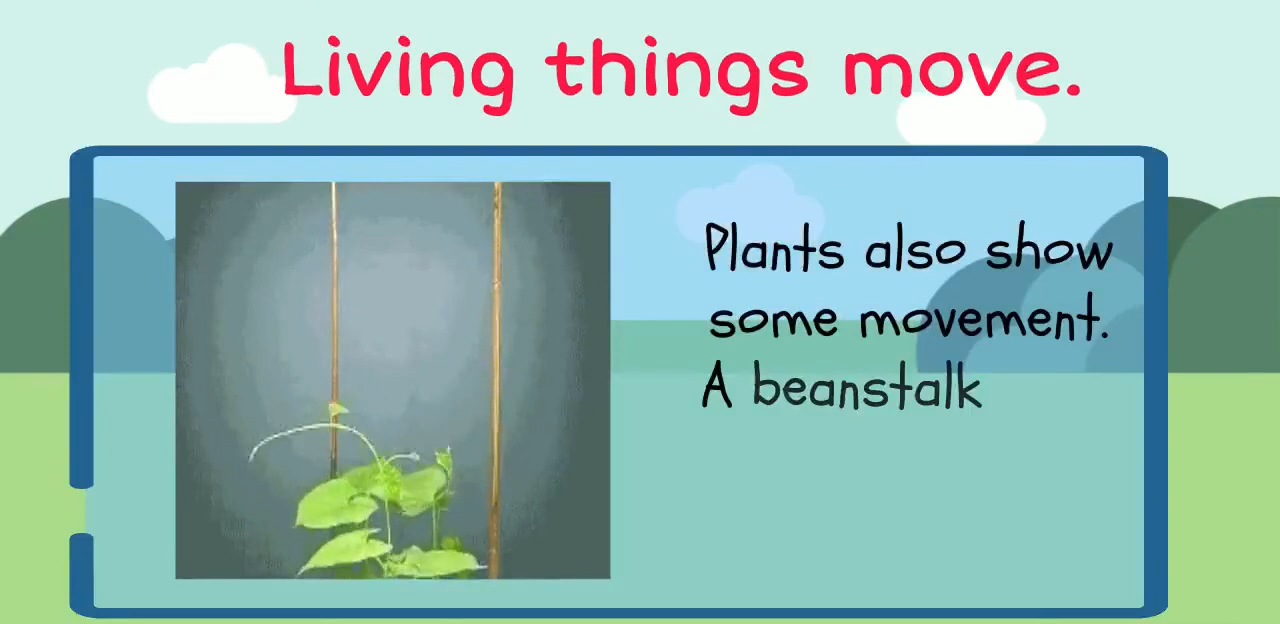 Living things move.
Plants also show
some movement.
A beanstalk